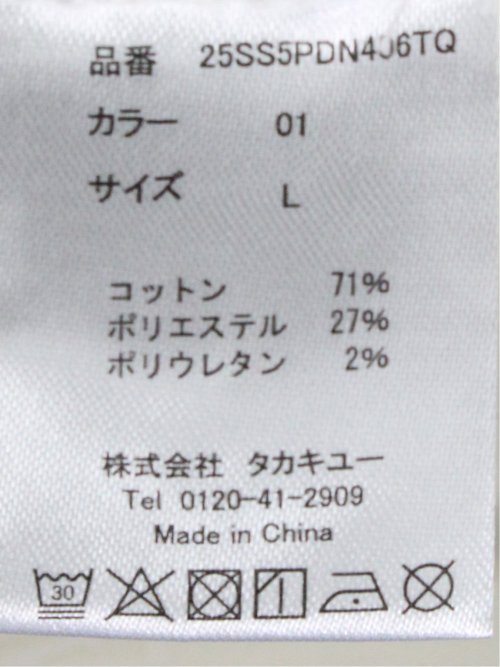 品番 25SS5PDN406TQ
カラー 01
サイズ L
コットン 71%
ポリエステル 27%
ポリウレタン 2%
株式会社 タカキユー
Tel 0120-41-2909
Made in China
30